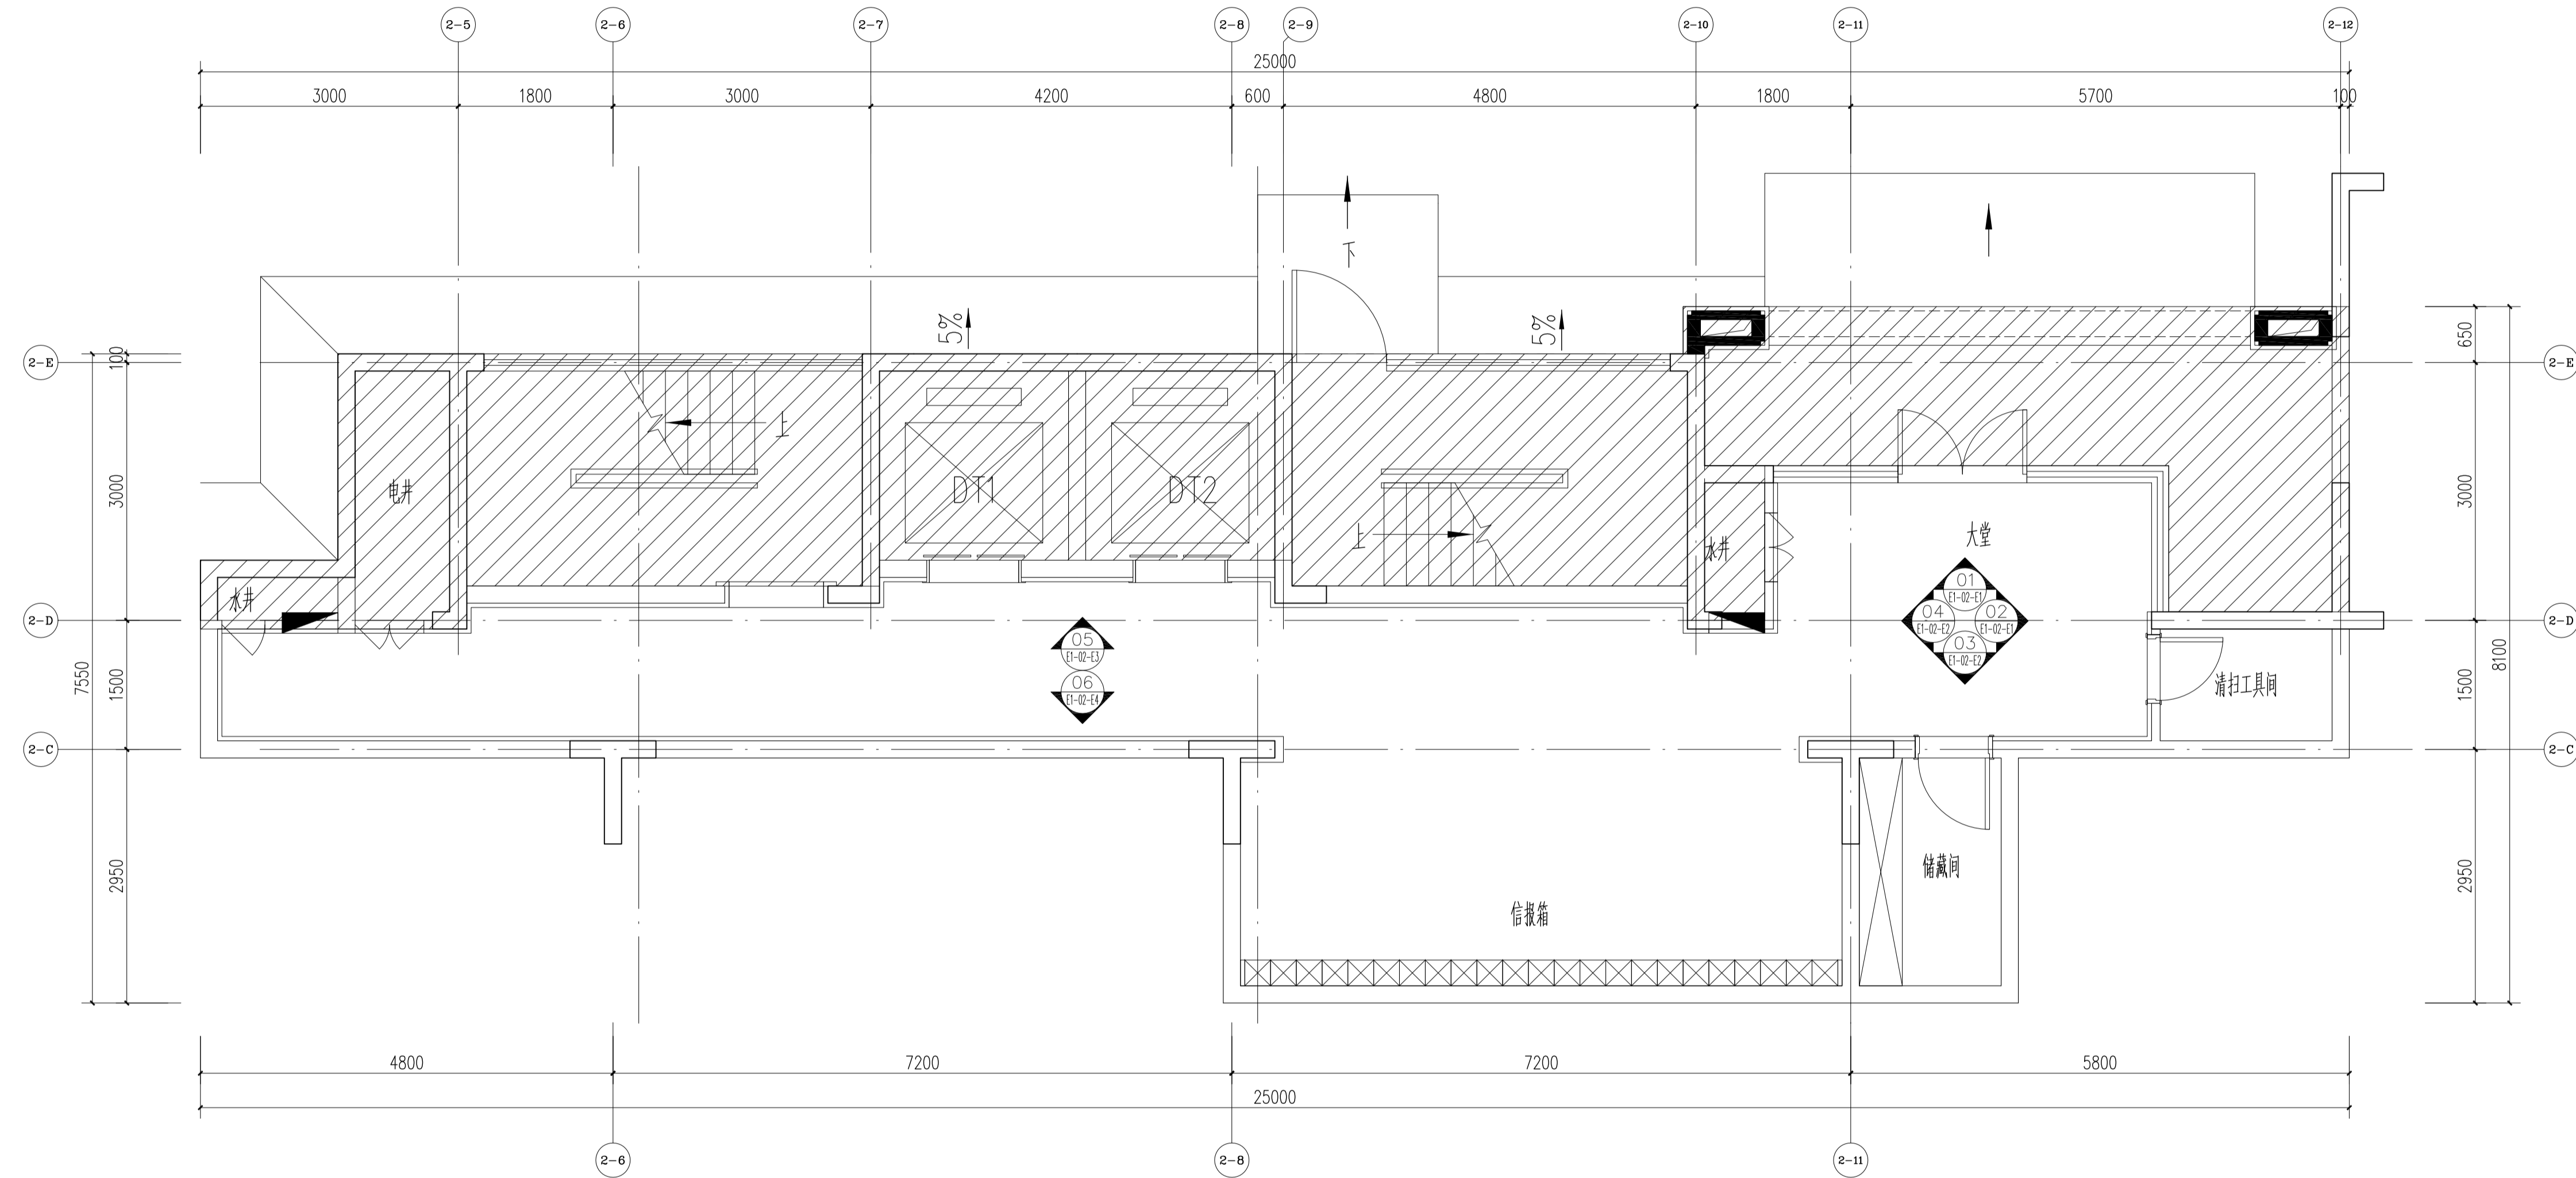 2-5 2-6 2-7 2-8 2-9 2-10 2-11 2-12
25000
3000 1800 3000 4200 600 4800 1800 5700 100
下
5% 5%
2-E 100 650 2-E
上
电井 DT1 DT2
3000 3000
上 水井 大堂
水井
01
E1-02-E1
04 02
E1-02-E2 E1-02-E1
03
E1-02-E2
2-D 2-D
05
E1-02-E3
06
E1-02-E4
7550 1500 清扫工具间 1500 8100
2-C 2-C
2950 储藏间 2950
信报箱
4800 7200 7200 5800
25000
2-6 2-8 2-11